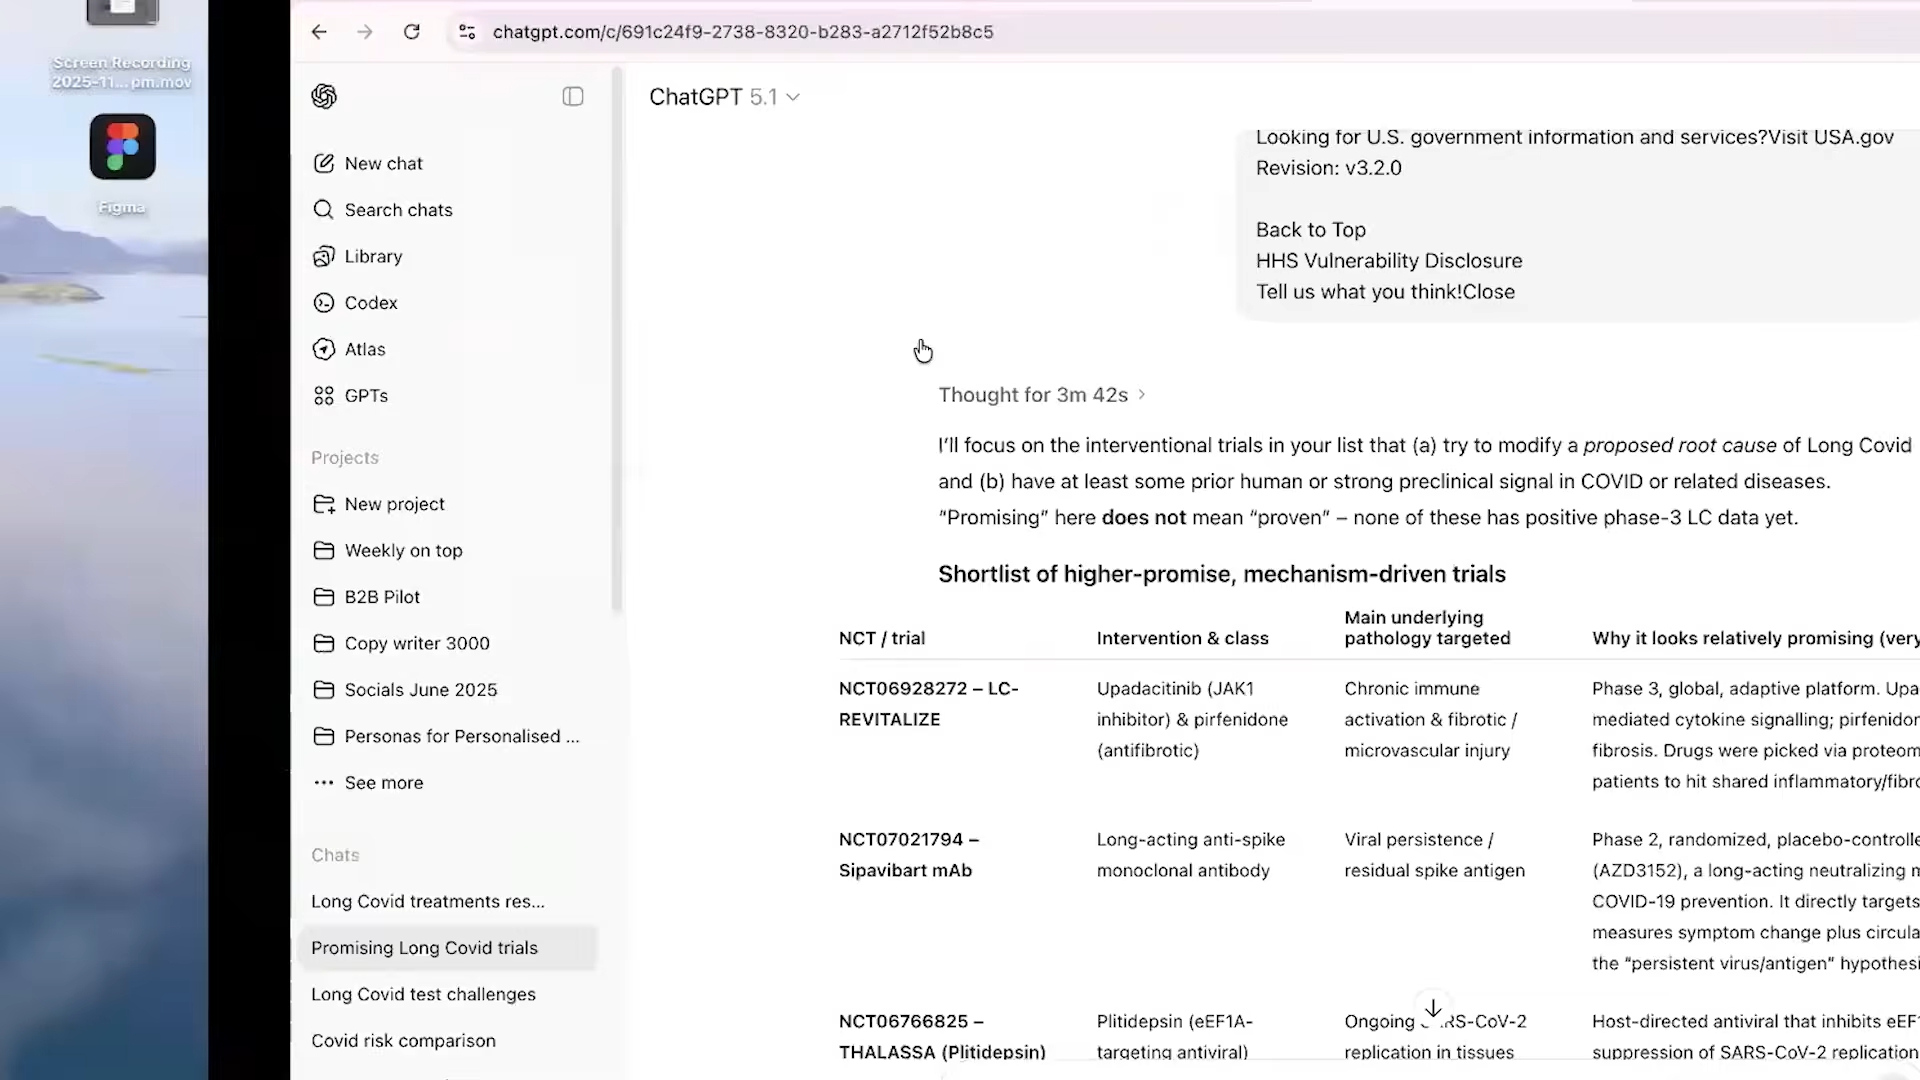 Screen Recording
2025-11...pm.mov
Figma
chatgpt.com/c/691c24f9-2738-8320-b283-a2712f52b8c5
ChatGPT 5.1
New chat
Search chats
Library
Codex
Atlas
GPTs
Projects
New project
Weekly on top
B2B Pilot
Copy writer 3000
Socials June 2025
Personas for Personalised ...
See more
Chats
Long Covid treatments res...
Promising Long Covid trials
Long Covid test challenges
Covid risk comparison
Looking for U.S. government information and services?Visit USA.gov
Revision: v3.2.0
Back to Top
HHS Vulnerability Disclosure
Tell us what you think!Close
Thought for 3m 42s
I'll focus on the interventional trials in your list that (a) try to modify a proposed root cause of Long Covid
and (b) have at least some prior human or strong preclinical signal in COVID or related diseases.
“Promising” here does not mean “proven” – none of these has positive phase-3 LC data yet.
Shortlist of higher-promise, mechanism-driven trials
NCT / trial
Intervention & class
Main underlying
pathology targeted
Why it looks relatively promising (very
NCT06928272 – LC-
REVITALIZE
Upadacitinib (JAK1
inhibitor) & pirfenidone
(antifibrotic)
Chronic immune
activation & fibrotic /
microvascular injury
Phase 3, global, adaptive platform. Upa
mediated cytokine signalling; pirfenidon
fibrosis. Drugs were picked via proteom
patients to hit shared inflammatory/fibro
NCT07021794 –
Sipavibart mAb
Long-acting anti-spike
monoclonal antibody
Viral persistence /
residual spike antigen
Phase 2, randomized, placebo-controlle
(AZD3152), a long-acting neutralizing m
COVID-19 prevention. It directly targets
measures symptom change plus circula
the “persistent virus/antigen” hypothesi
NCT06766825 –
THALASSA (Plitidepsin)
Plitidepsin (eEF1A-
targeting antiviral)
Ongoing
replication in tissues
Host-directed antiviral that inhibits eEF1
suppression of SARS-CoV-2 replication